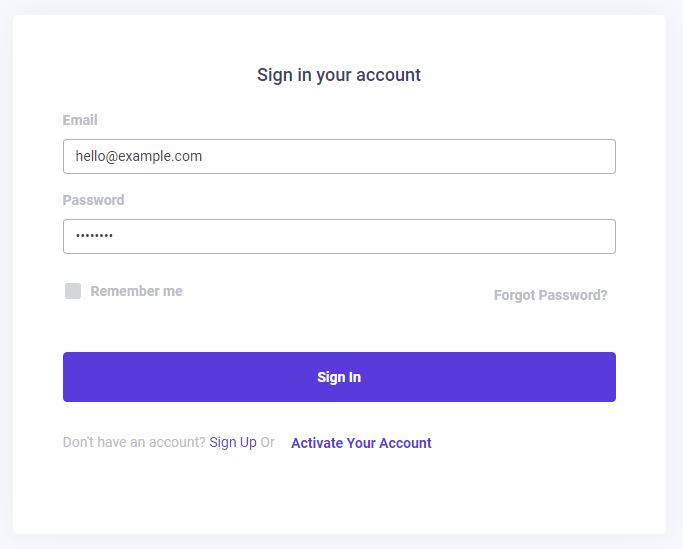 Sign in your account
Email
hello@example.com
Password
••••••••
Remember me
Forgot Password?
Sign In
Don't have an account? Sign Up Or Activate Your Account